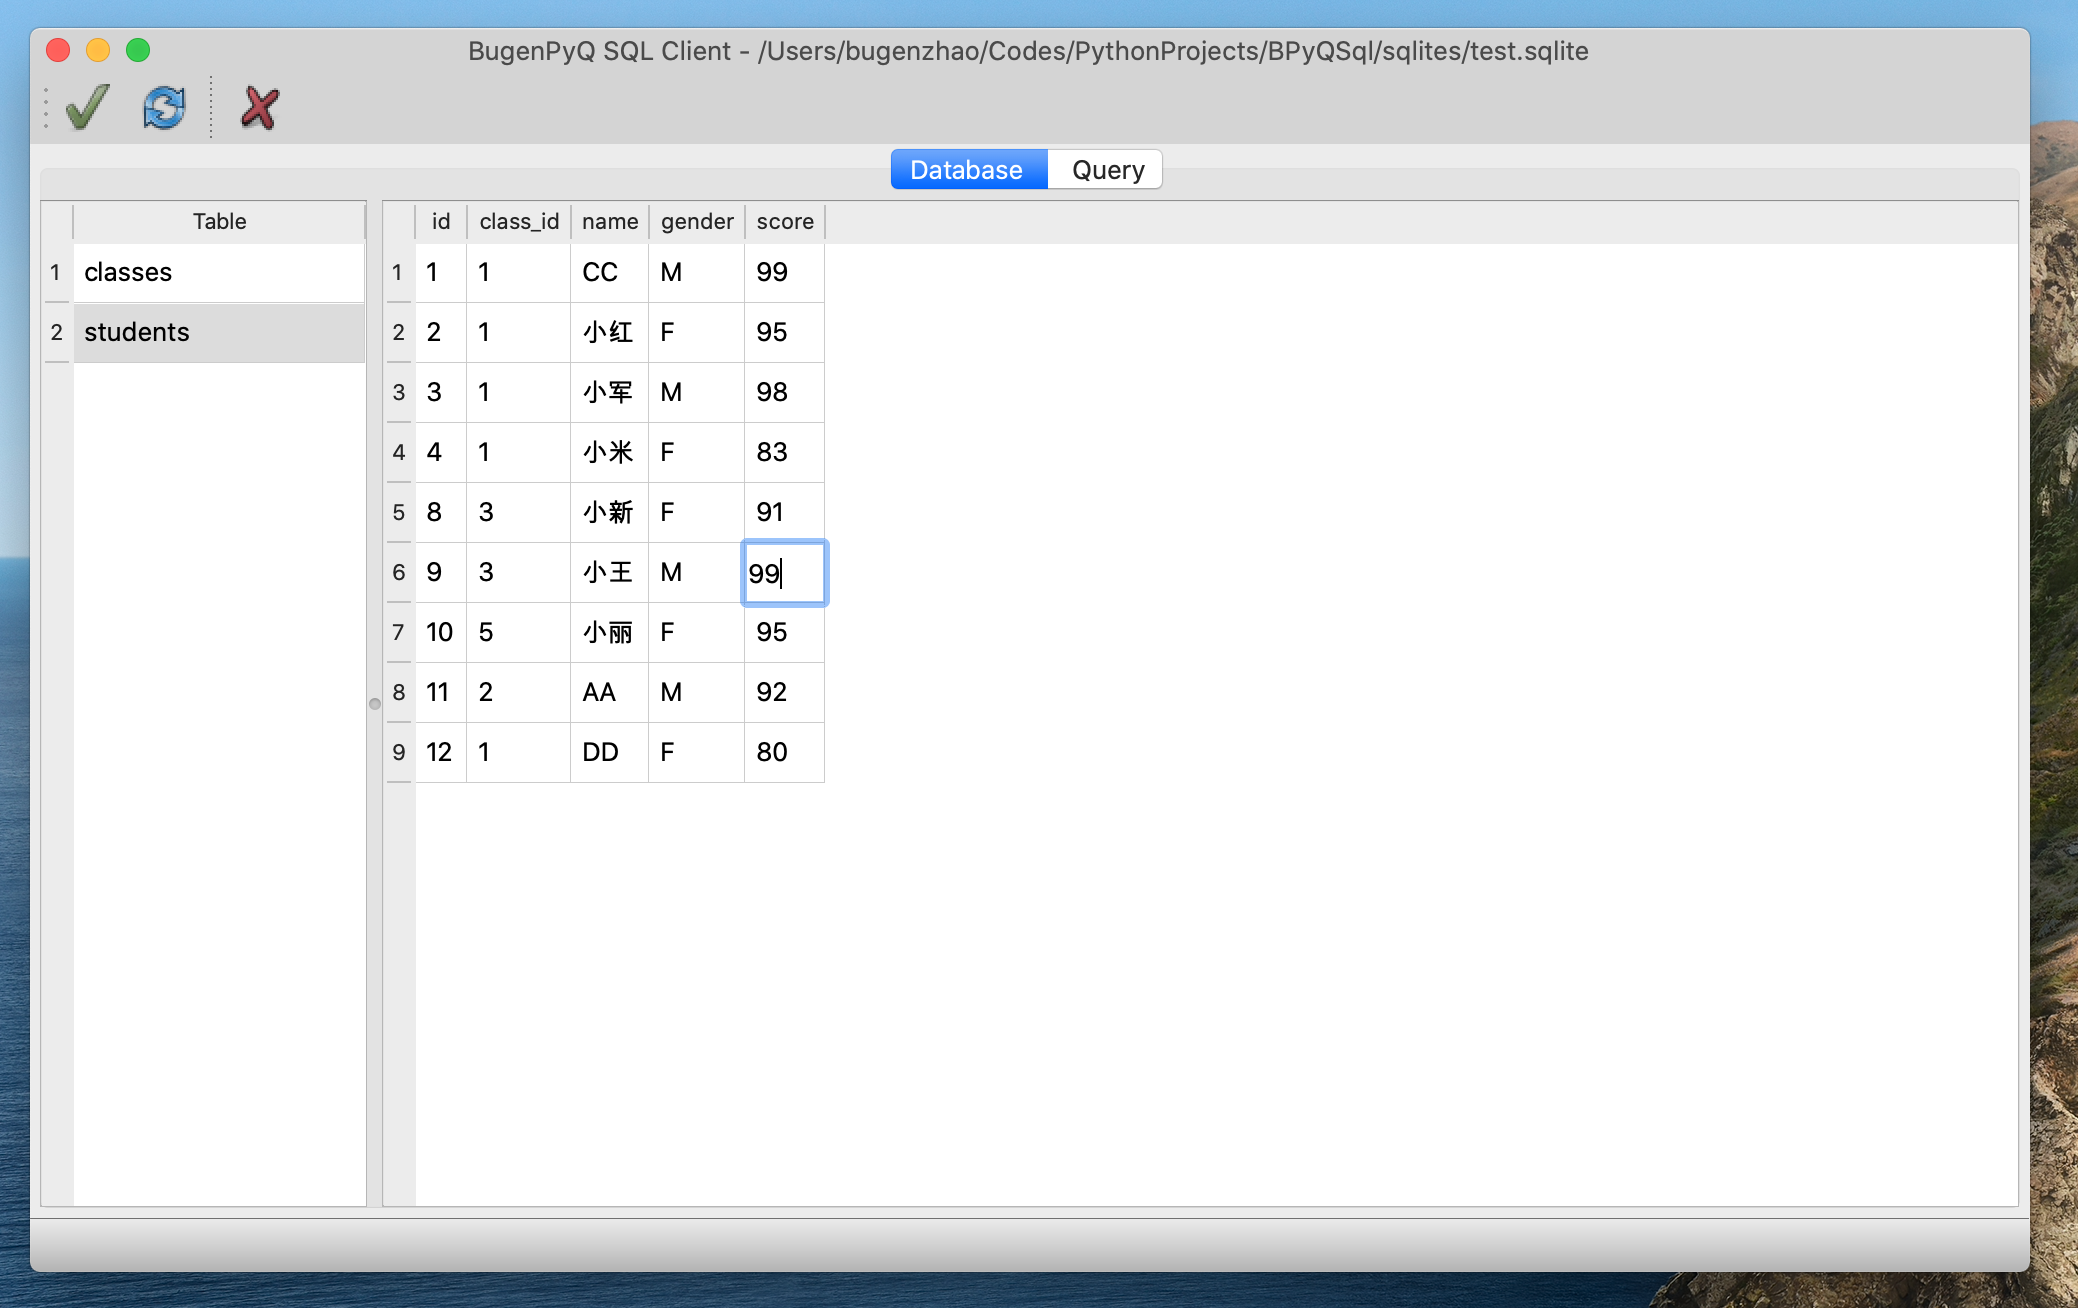 BugenPyQ SQL Client - /Users/bugenzhao/Codes/PythonProjects/BPyQSql/sqlites/test.sqlite
Database Query
Table
1 classes
2 students
id class_id name gender score
1 1 1 CC M 99
2 2 1 小红 F 95
3 3 1 小军 M 98
4 4 1 小米 F 83
5 8 3 小新 F 91
6 9 3 小王 M 99
7 10 5 小丽 F 95
8 11 2 AA M 92
9 12 1 DD F 80